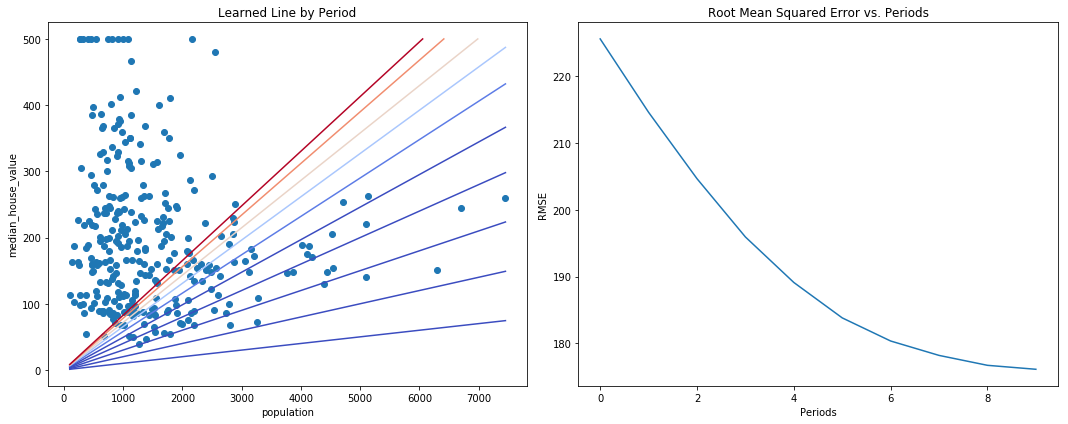 Learned Line by Period
500
400
300
200
100
0
median_house_value
0 1000 2000 3000 4000 5000 6000 7000
population
Root Mean Squared Error vs. Periods
220
210
200
190
180
RMSE
0 2 4 6 8
Periods